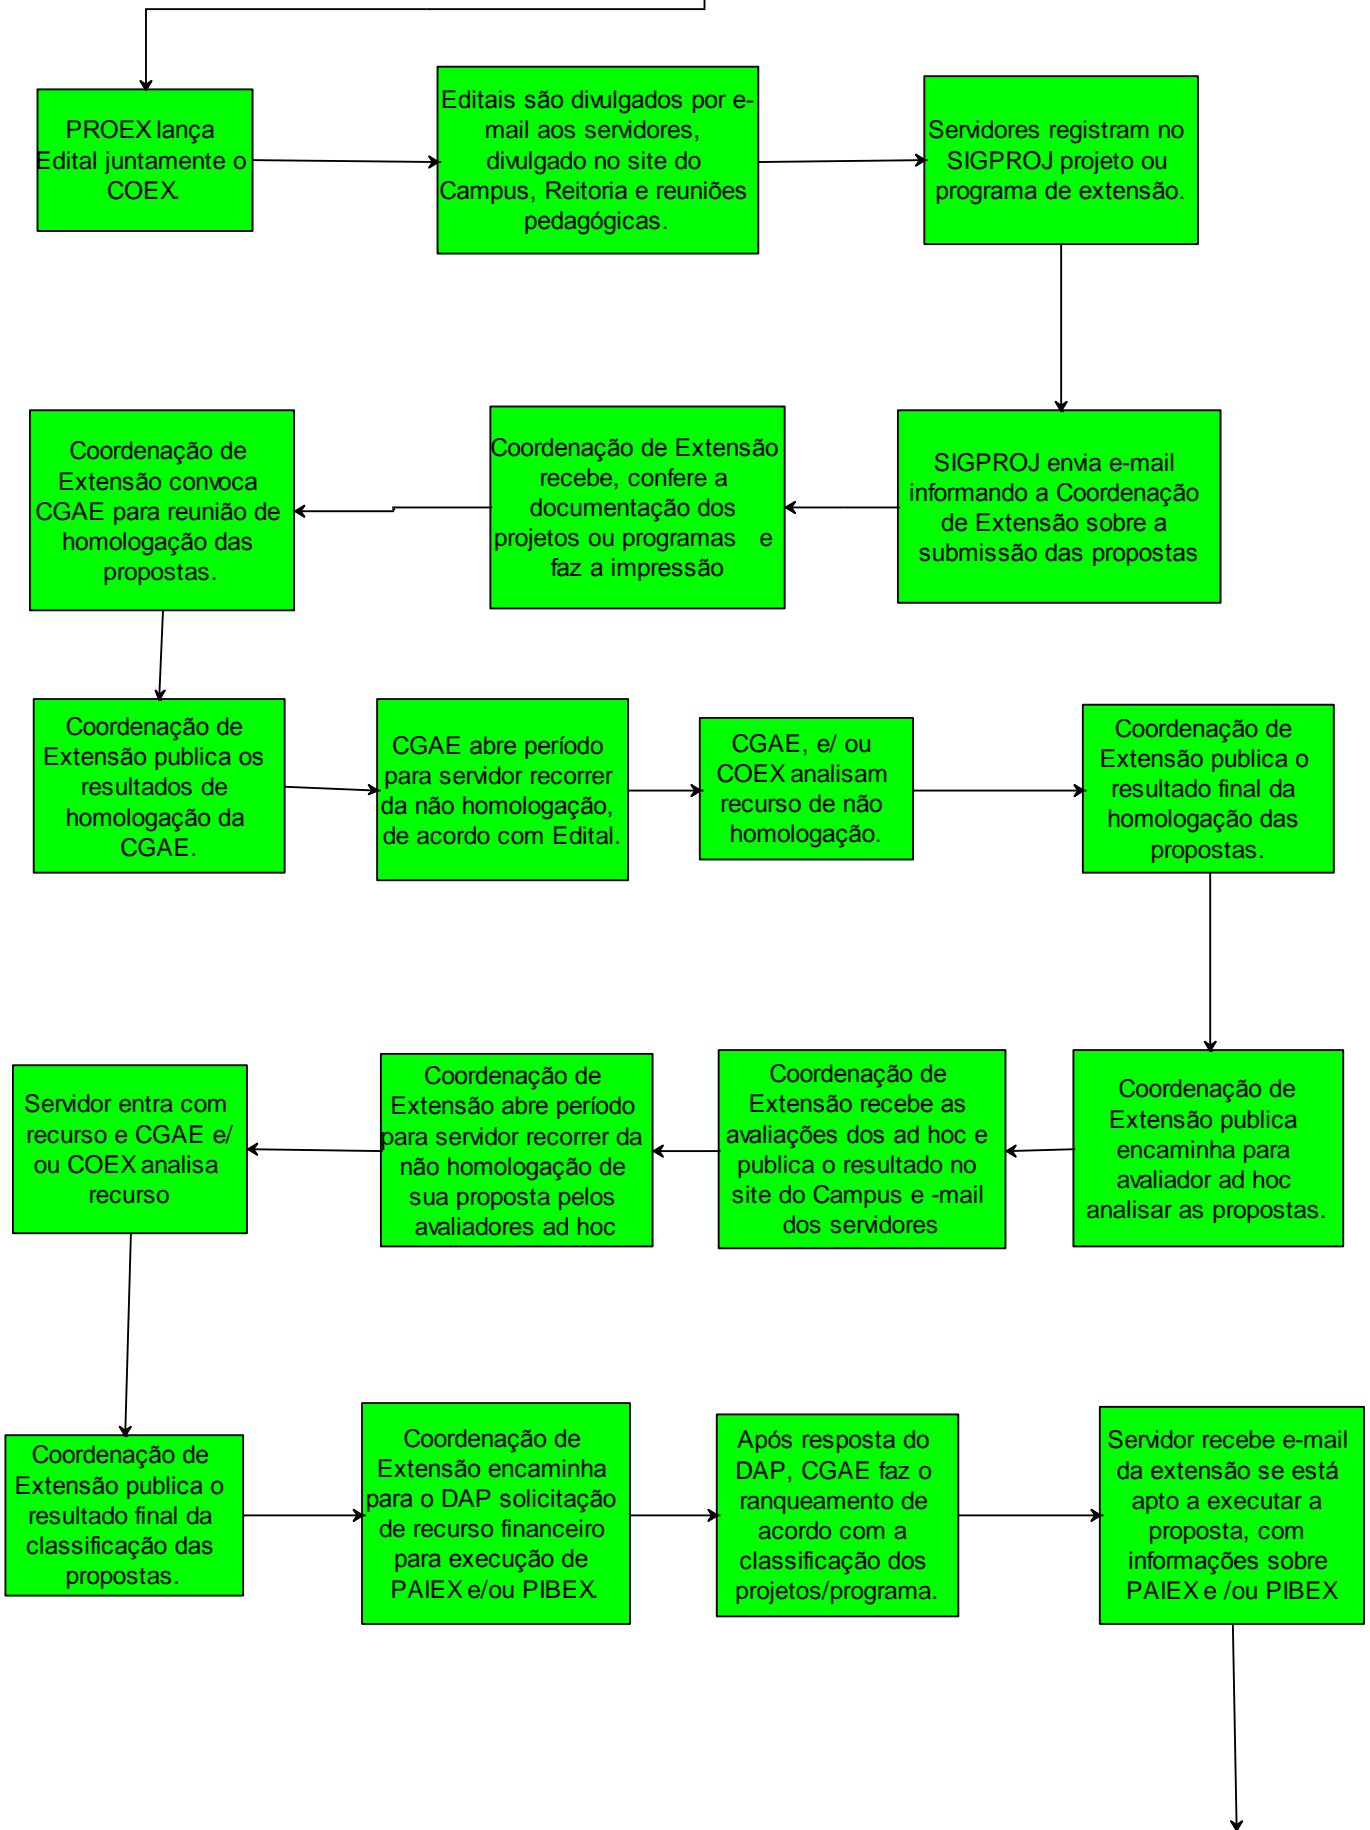 PROEX lança
Edital juntamente o
COEX.
Editais são divulgados por e-
mail aos servidores,
divulgado no site do
Campus, Reitoria e reuniões
pedagógicas.
Servidores registram no
SIGPROJ projeto ou
programa de extensão.
SIGPROJ envia e-mail
informando a Coordenação
de Extensão sobre a
submissão das propostas
Coordenação de Extensão
recebe, confere a
documentação dos
projetos ou programas e
faz a impressão
Coordenação de
Extensão convoca
CGAE para reunião de
homologação das
propostas.
Coordenação de
Extensão publica os
resultados de
homologação da
CGAE.
CGAE abre período
para servidor recorrer
da não homologação,
de acordo com Edital.
CGAE, e/ ou
COEX analisam
recurso de não
homologação.
Coordenação de
Extensão publica o
resultado final da
homologação das
propostas.
Coordenação de
Extensão publica
encaminha para
avaliador ad hoc
analisar as propostas.
Coordenação de
Extensão recebe as
avaliações dos ad hoc e
publica o resultado no
site do Campus e -mail
dos servidores
Coordenação de
Extensão abre período
para servidor recorrer da
não homologação de
sua proposta pelos
avaliadores ad hoc
Servidor entra com
recurso e CGAE e/
ou COEX analisa
recurso
Coordenação de
Extensão publica o
resultado final da
classificação das
propostas.
Coordenação de
Extensão encaminha
para o DAP solicitação
de recurso financeiro
para execução de
PAIEX e/ou PIBEX.
Após resposta do
DAP, CGAE faz o
ranqueamento de
acordo com a
classificação dos
projetos/programa.
Servidor recebe e-mail
da extensão se está
apto a executar a
proposta, com
informações sobre
PAIEX e /ou PIBEX